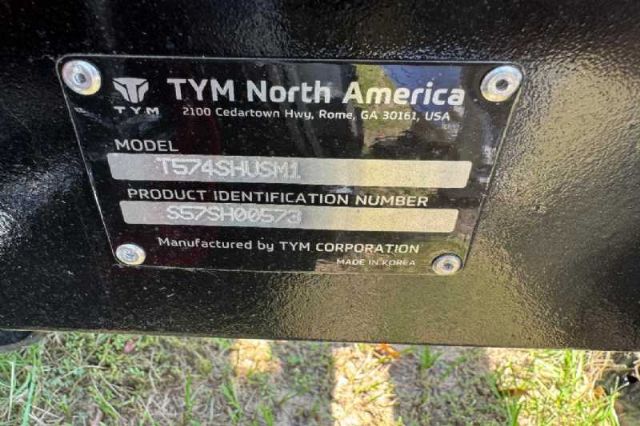 TYM
TYM North America
2100 Cedartown Hwy, Rome, GA 30161, USA
MODEL
T574SHUSM1
PRODUCT IDENTIFICATION NUMBER
S57SH00573
Manufactured by TYM CORPORATION
MADE IN KOREA